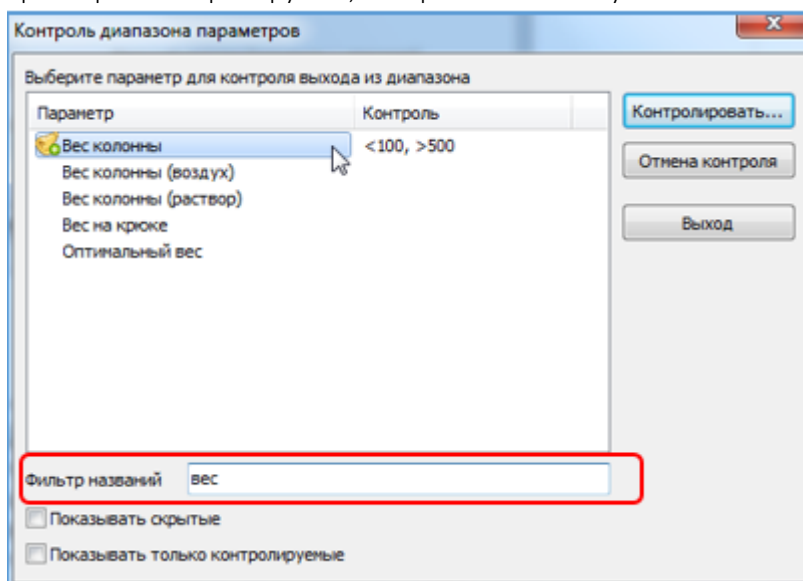 Контроль диапазона параметров
Выберите параметр для контроля выхода из диапазона
Параметр Контроль
Контролировать...
Вес колонны <100, >500
Вес колонны (воздух)
Отмена контроля
Вес колонны (раствор)
Вес на крюке
Выход
Оптимальный вес
Фильтр названий вес
Показывать скрытые
Показывать только контролируемые